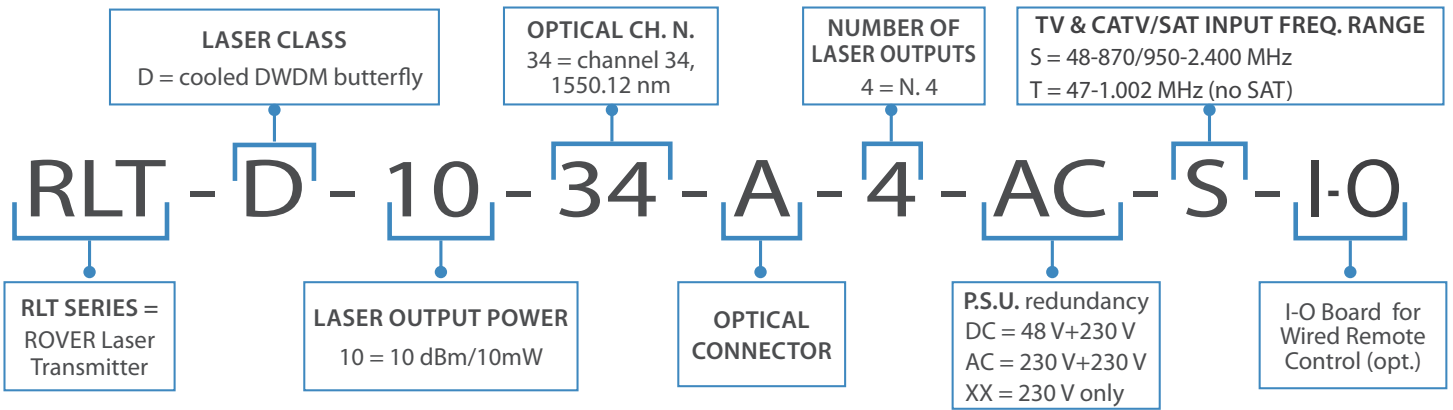 LASER CLASS
D = cooled DWDM butterfly
OPTICAL CH. N.
34 = channel 34,
1550.12 nm
NUMBER OF
LASER OUTPUTS
4 = N. 4
TV & CATV/SAT INPUT FREQ. RANGE
S = 48-870/950-2.400 MHz
T = 47-1.002 MHz (no SAT)
RLT - D - 10 - 34 - A - 4 - AC - S - I-O
RLT SERIES =
ROVER Laser
Transmitter
LASER OUTPUT POWER
10 = 10 dBm/10mW
OPTICAL
CONNECTOR
P.S.U. redundancy
DC = 48 V+230 V
AC = 230 V+230 V
XX = 230 V only
I-O Board for
Wired Remote
Control (opt.)